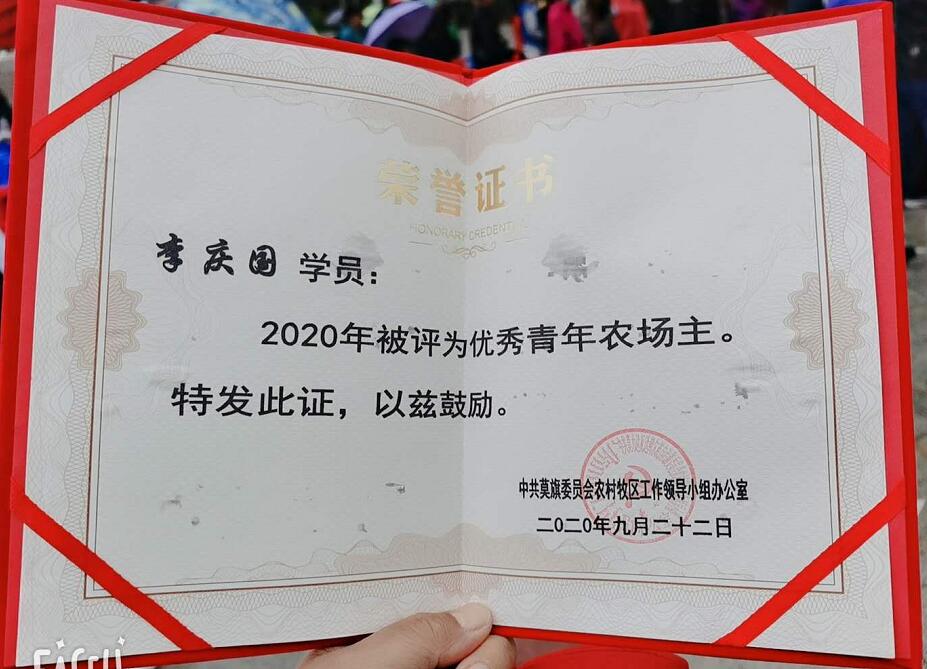 荣誉证书
HONORARY CREDENTIAL
李庆国 学员：
2020年被评为优秀青年农场主。
特发此证，以兹鼓励。
中共莫旗委员会农村牧区工作领导小组办公室
二〇二〇年九月二十二日